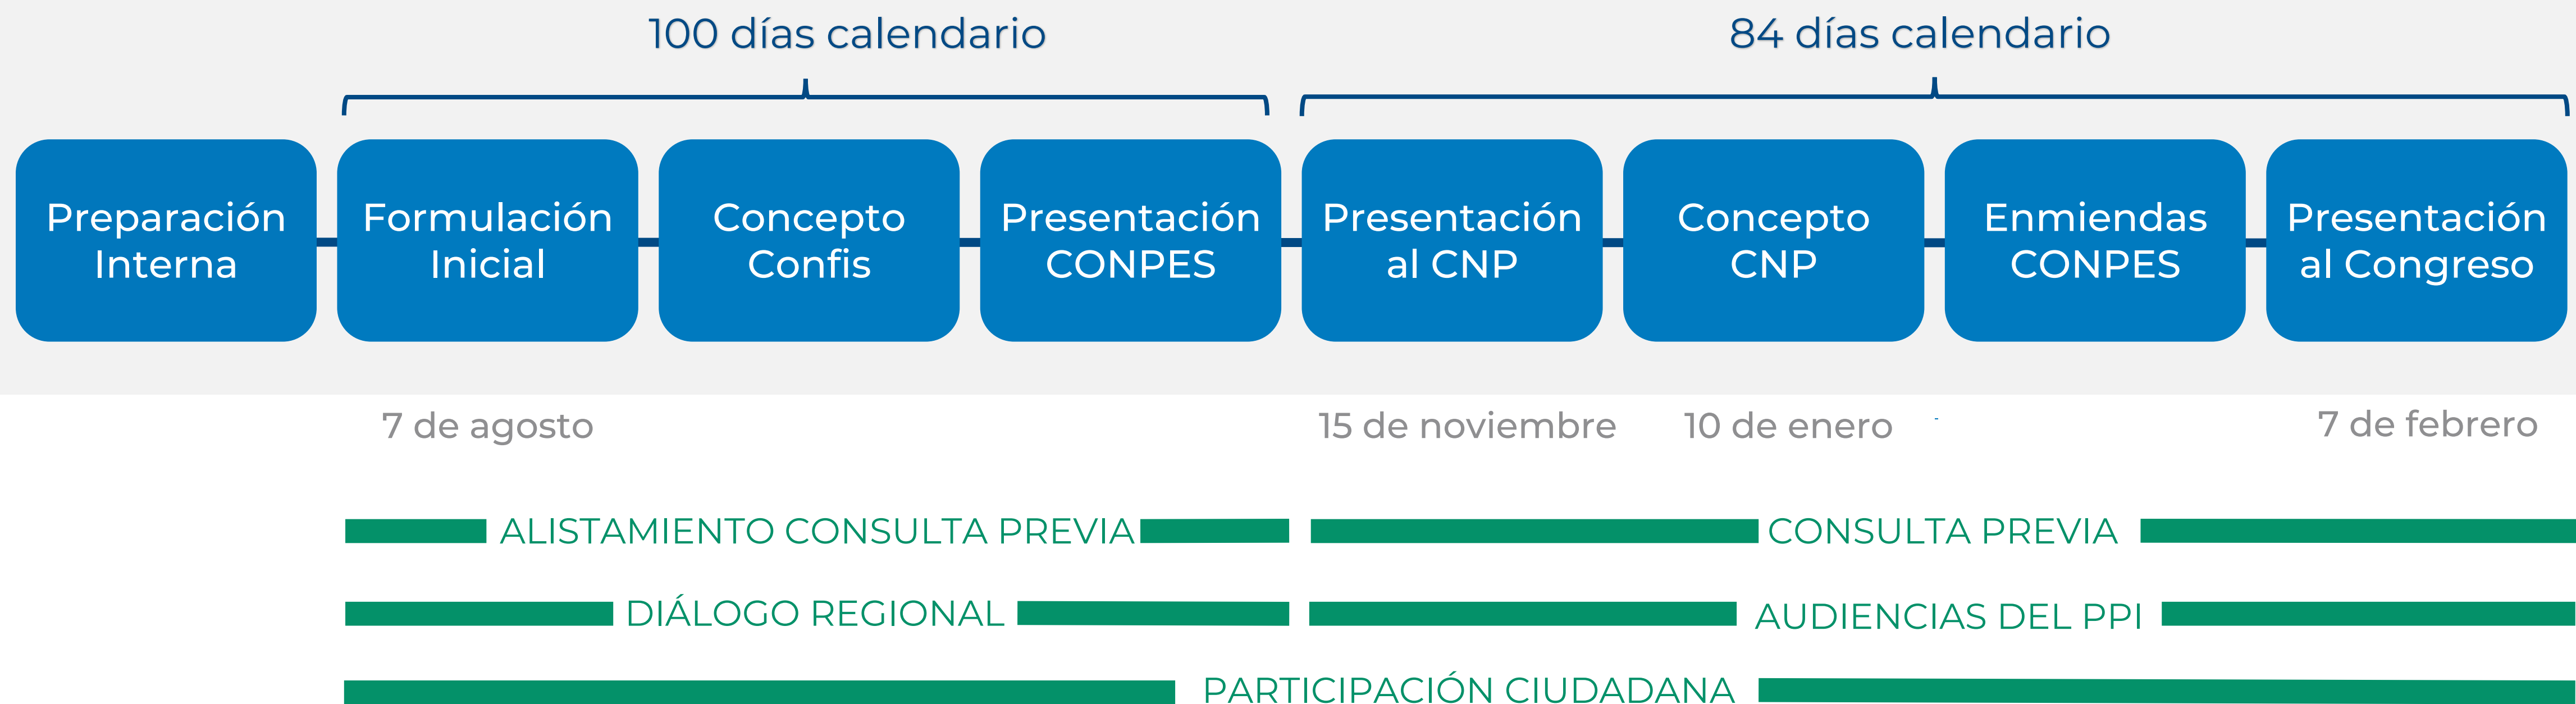 100 días calendario
84 días calendario
Preparación
Interna
Formulación
Inicial
Concepto
Confis
Presentación
CONPES
Presentación
al CNP
Concepto
CNP
Enmiendas
CONPES
Presentación
al Congreso
7 de agosto
15 de noviembre
10 de enero
-
7 de febrero
ALISTAMIENTO CONSULTA PREVIA
CONSULTA PREVIA
DIÁLOGO REGIONAL
AUDIENCIAS DEL PPI
PARTICIPACIÓN CIUDADANA